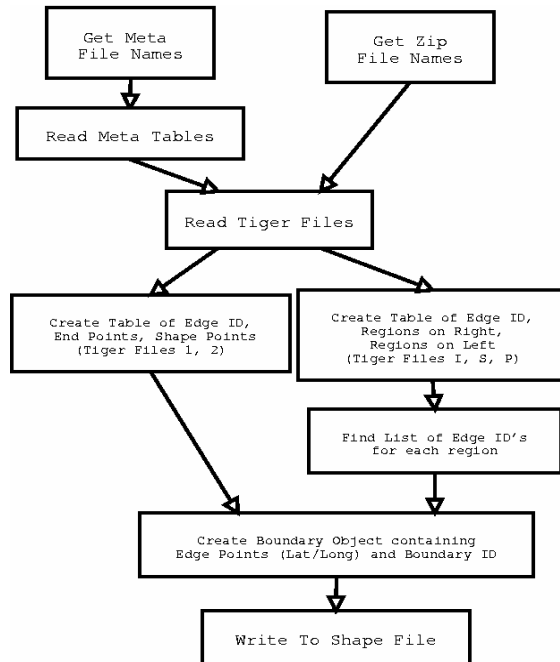 Get Meta
File Names
Get Zip
File Names
Read Meta Tables
Read Tiger Files
Create Table of Edge ID,
End Points, Shape Points
(Tiger Files 1, 2)
Create Table of Edge ID,
Regions on Right,
Regions on Left
(Tiger Files I, S, P)
Find List of Edge ID's
for each region
Create Boundary Object containing
Edge Points (Lat/Long) and Boundary ID
Write To Shape File